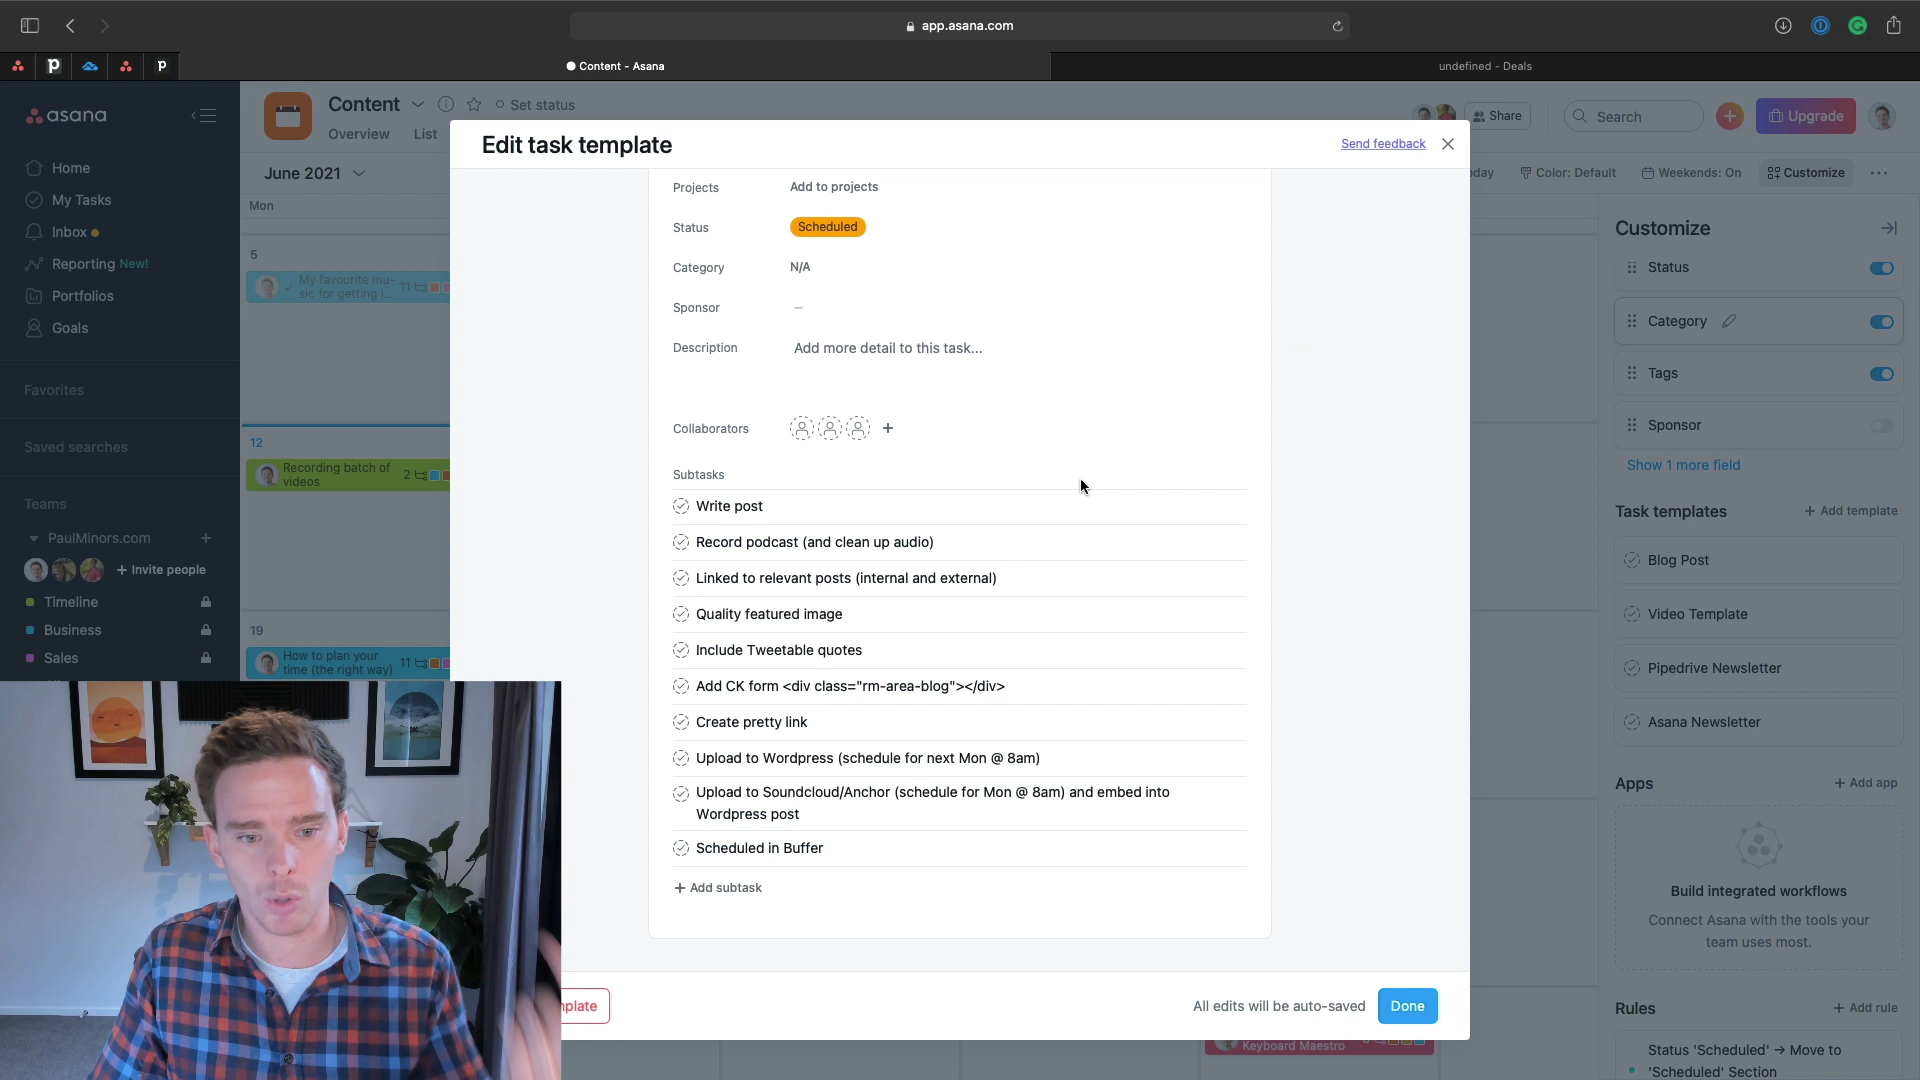 app.asana.com
Content - Asana
undefined - Deals
asana
Home
My Tasks
Inbox
Reporting New!
Portfolios
Goals
Favorites
Saved searches
Teams
PaulMinors.com
Invite people
Timeline
Business
Sales
Content
Set status
Overview
List
Share
Search
Upgrade
June 2021
Color: Default
Weekends: On
Customize
Mon
5
My favourite mu-
sic for getting i...
11
12
Recording batch of
videos
2
19
How to plan your
time (the right way)
11
Edit task template
Send feedback
Projects
Add to projects
Status
Scheduled
Category
N/A
Sponsor
—
Description
Add more detail to this task...
Collaborators
Subtasks
Write post
Record podcast (and clean up audio)
Linked to relevant posts (internal and external)
Quality featured image
Include Tweetable quotes
Add CK form <div class="rm-area-blog"></div>
Create pretty link
Upload to Wordpress (schedule for next Mon @ 8am)
Upload to Soundcloud/Anchor (schedule for Mon @ 8am) and embed into
Wordpress post
Scheduled in Buffer
+ Add subtask
All edits will be auto-saved
Done
Keyboard Maestro
Customize
Status
Category
Tags
Sponsor
Show 1 more field
Task templates
+ Add template
Blog Post
Video Template
Pipedrive Newsletter
Asana Newsletter
Apps
+ Add app
Build integrated workflows
Connect Asana with the tools your
team uses most.
Rules
+ Add rule
Status 'Scheduled' → Move to
'Scheduled' Section